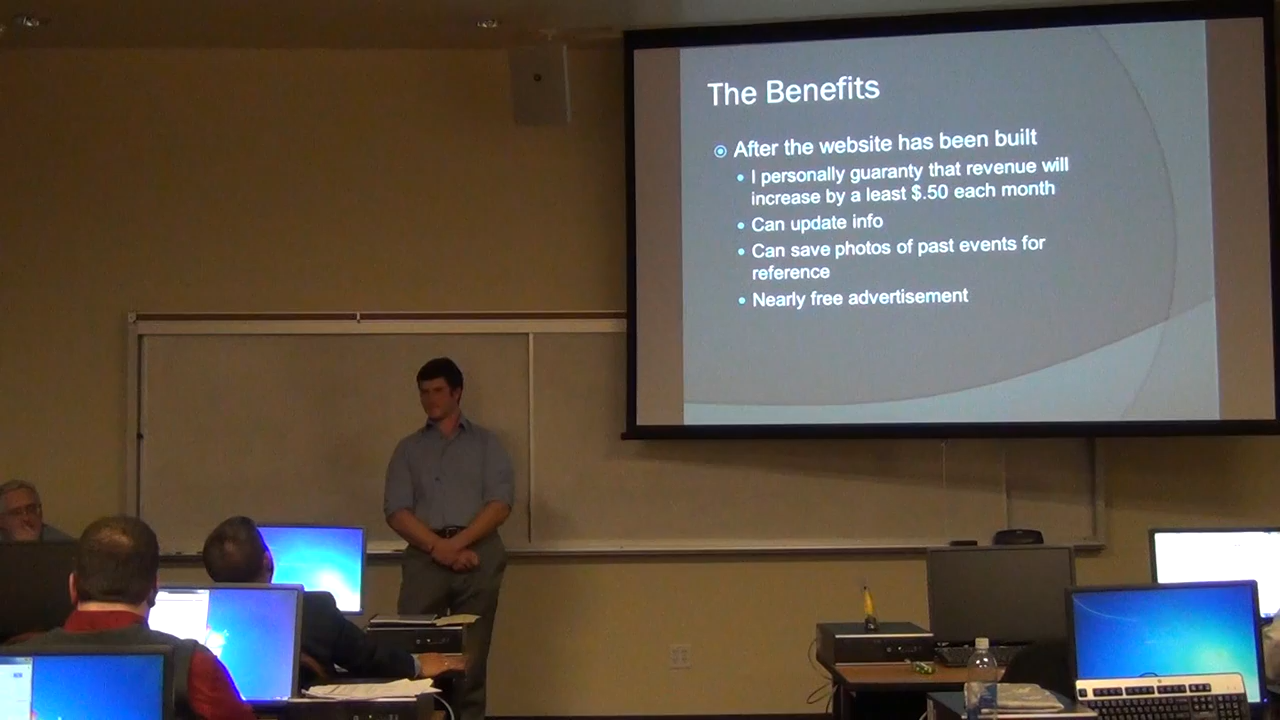 The Benefits
After the website has been built
I personally guaranty that revenue will
increase by a least $.50 each month
Can update info
Can save photos of past events for
reference
Nearly free advertisement